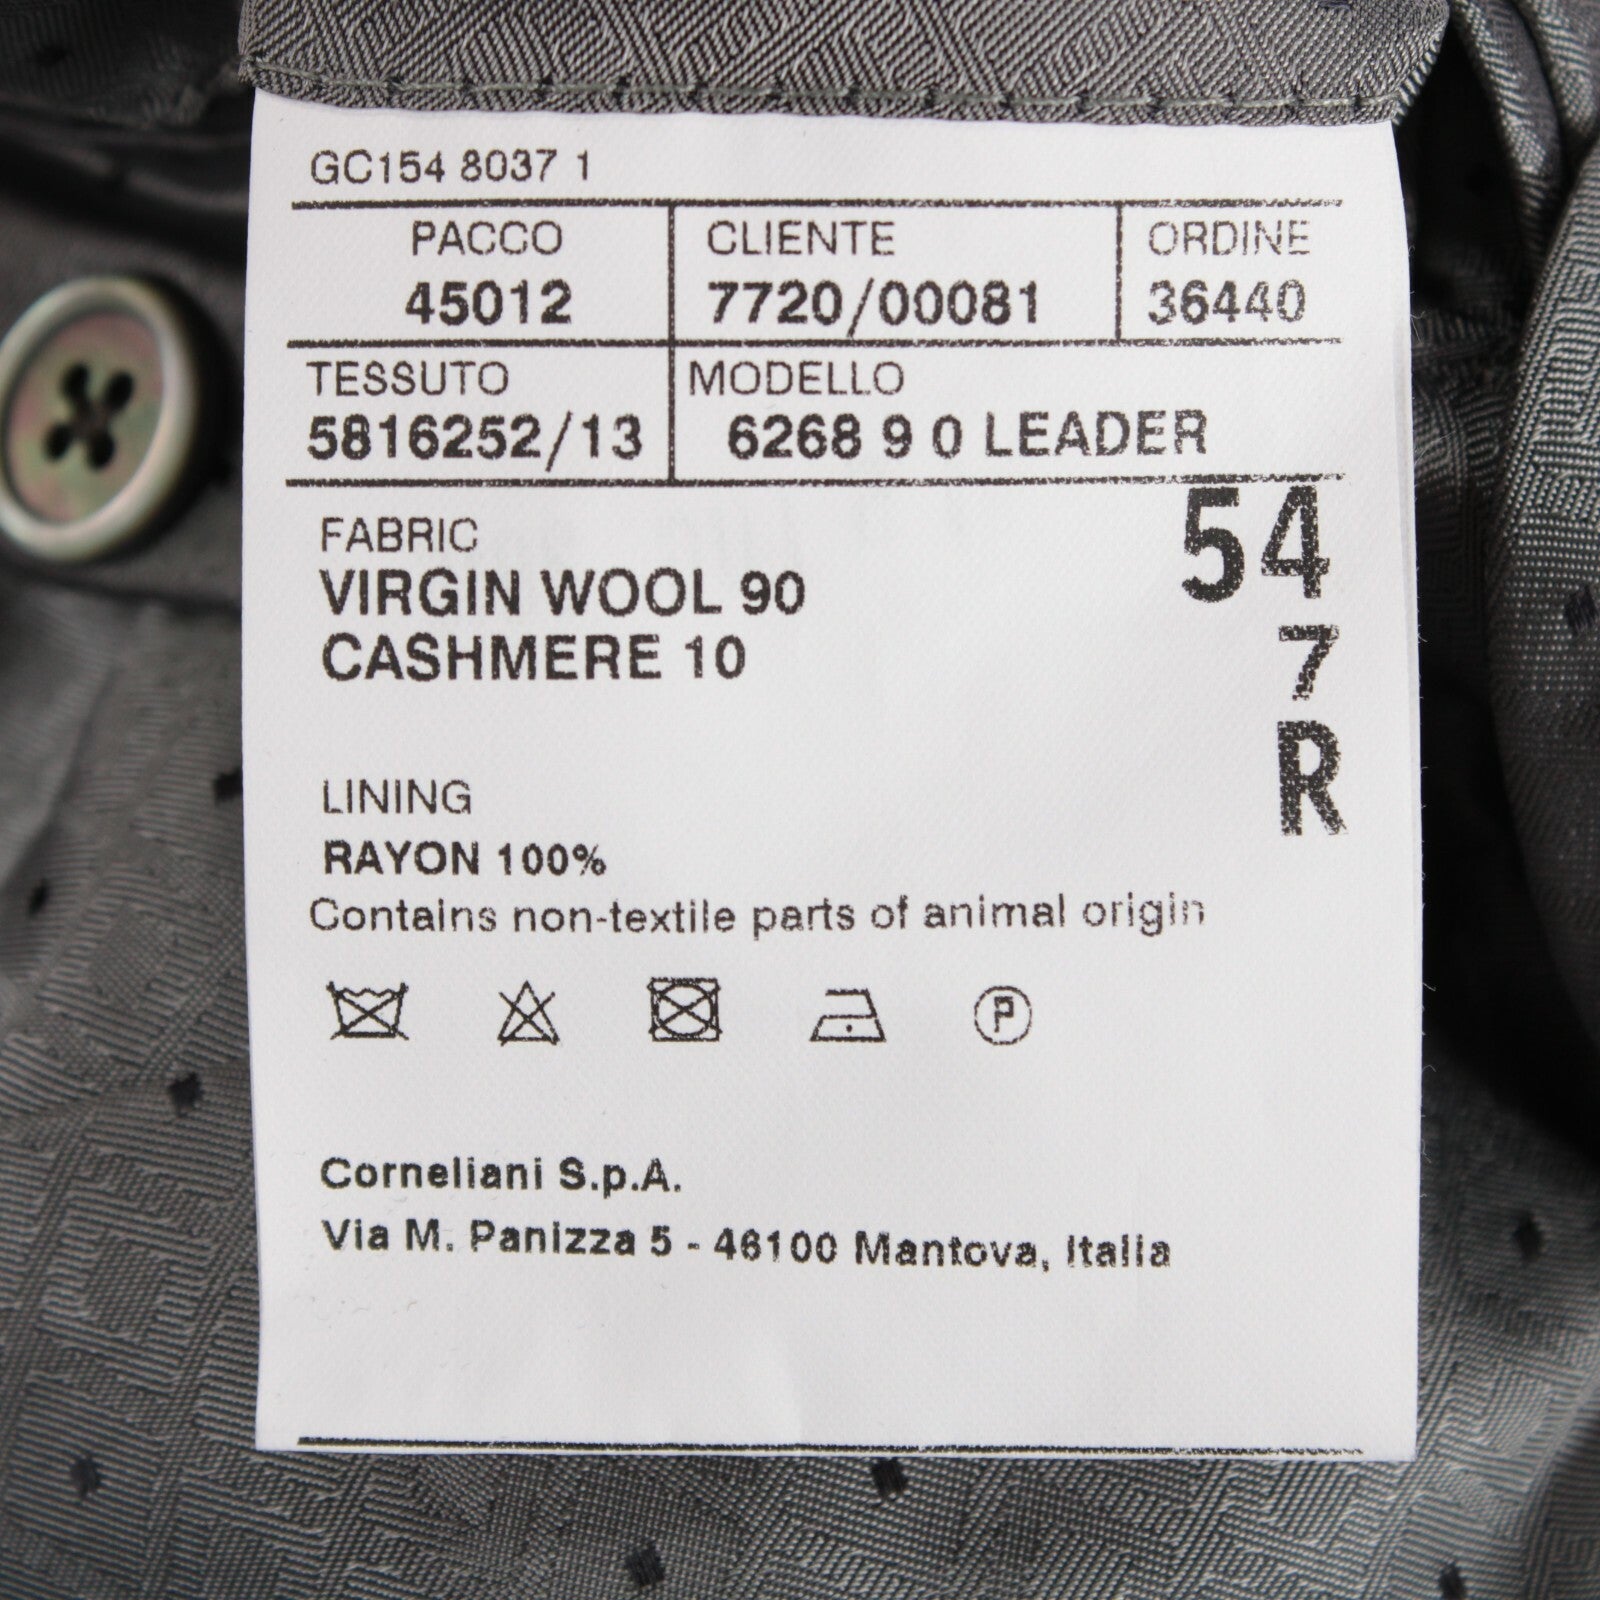 GC154 8037 1
PACCO CLIENTE ORDINE
45012 7720/00081 36440
TESSUTO MODELLO
5816252/13 6268 9 0 LEADER
54
FABRIC
VIRGIN WOOL 90
CASHMERE 10
7
R
LINING
RAYON 100%
Contains non-textile parts of animal origin
P
Corneliani S.p.A.
Via M. Panizza 5 - 46100 Mantova, Italia